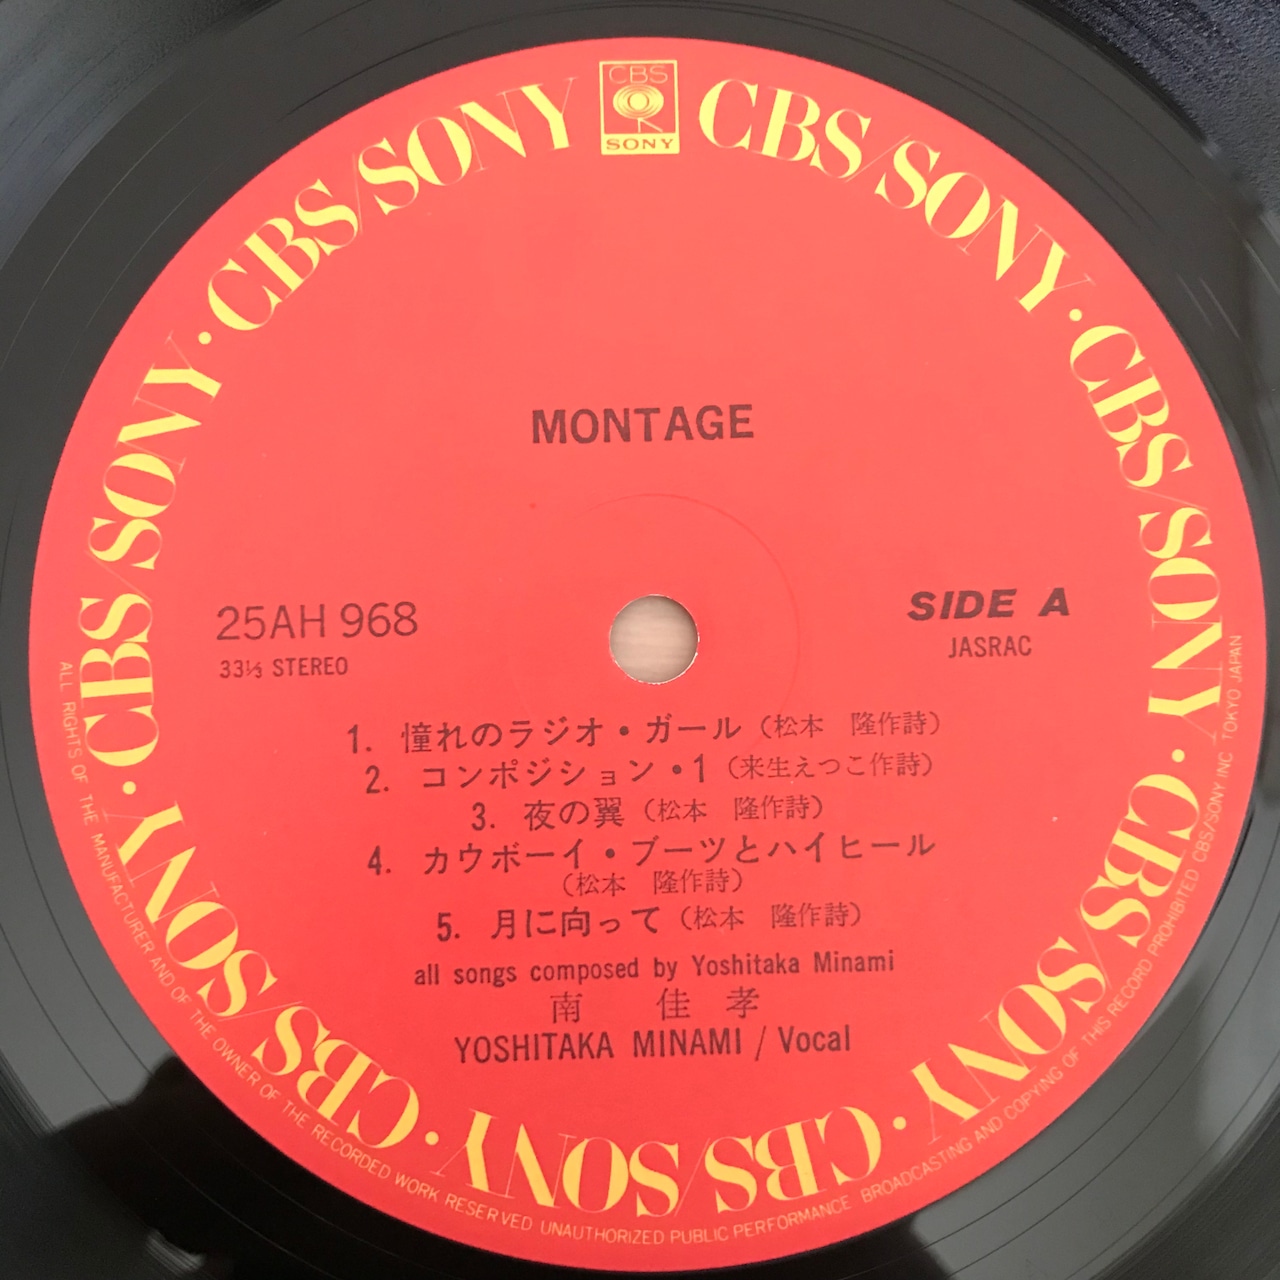 CBS
SONY
CBS/SONY · CBS/SONY · CBS/SONY · CBS/SONY · CBS/SONY · CBS/SONY · CBS/SONY
MONTAGE
25AH 968
33⅓ STEREO
SIDE A
JASRAC
1. 憧れのラジオ・ガール（松本　隆作詩）
2. コンポジション・1（来生えつこ作詩）
3. 夜の翼（松本　隆作詩）
4. カウボーイ・ブーツとハイヒール
（松本　隆作詩）
5. 月に向って（松本　隆作詩）
all songs composed by Yoshitaka Minami
南　佳孝
YOSHITAKA MINAMI / Vocal
ALL RIGHTS OF THE MANUFACTURER AND OF THE OWNER OF THE RECORDED WORK RESERVED UNAUTHORIZED PUBLIC PERFORMANCE BROADCASTING AND COPYING OF THIS RECORD PROHIBITED CBS/SONY INC TOKYO JAPAN